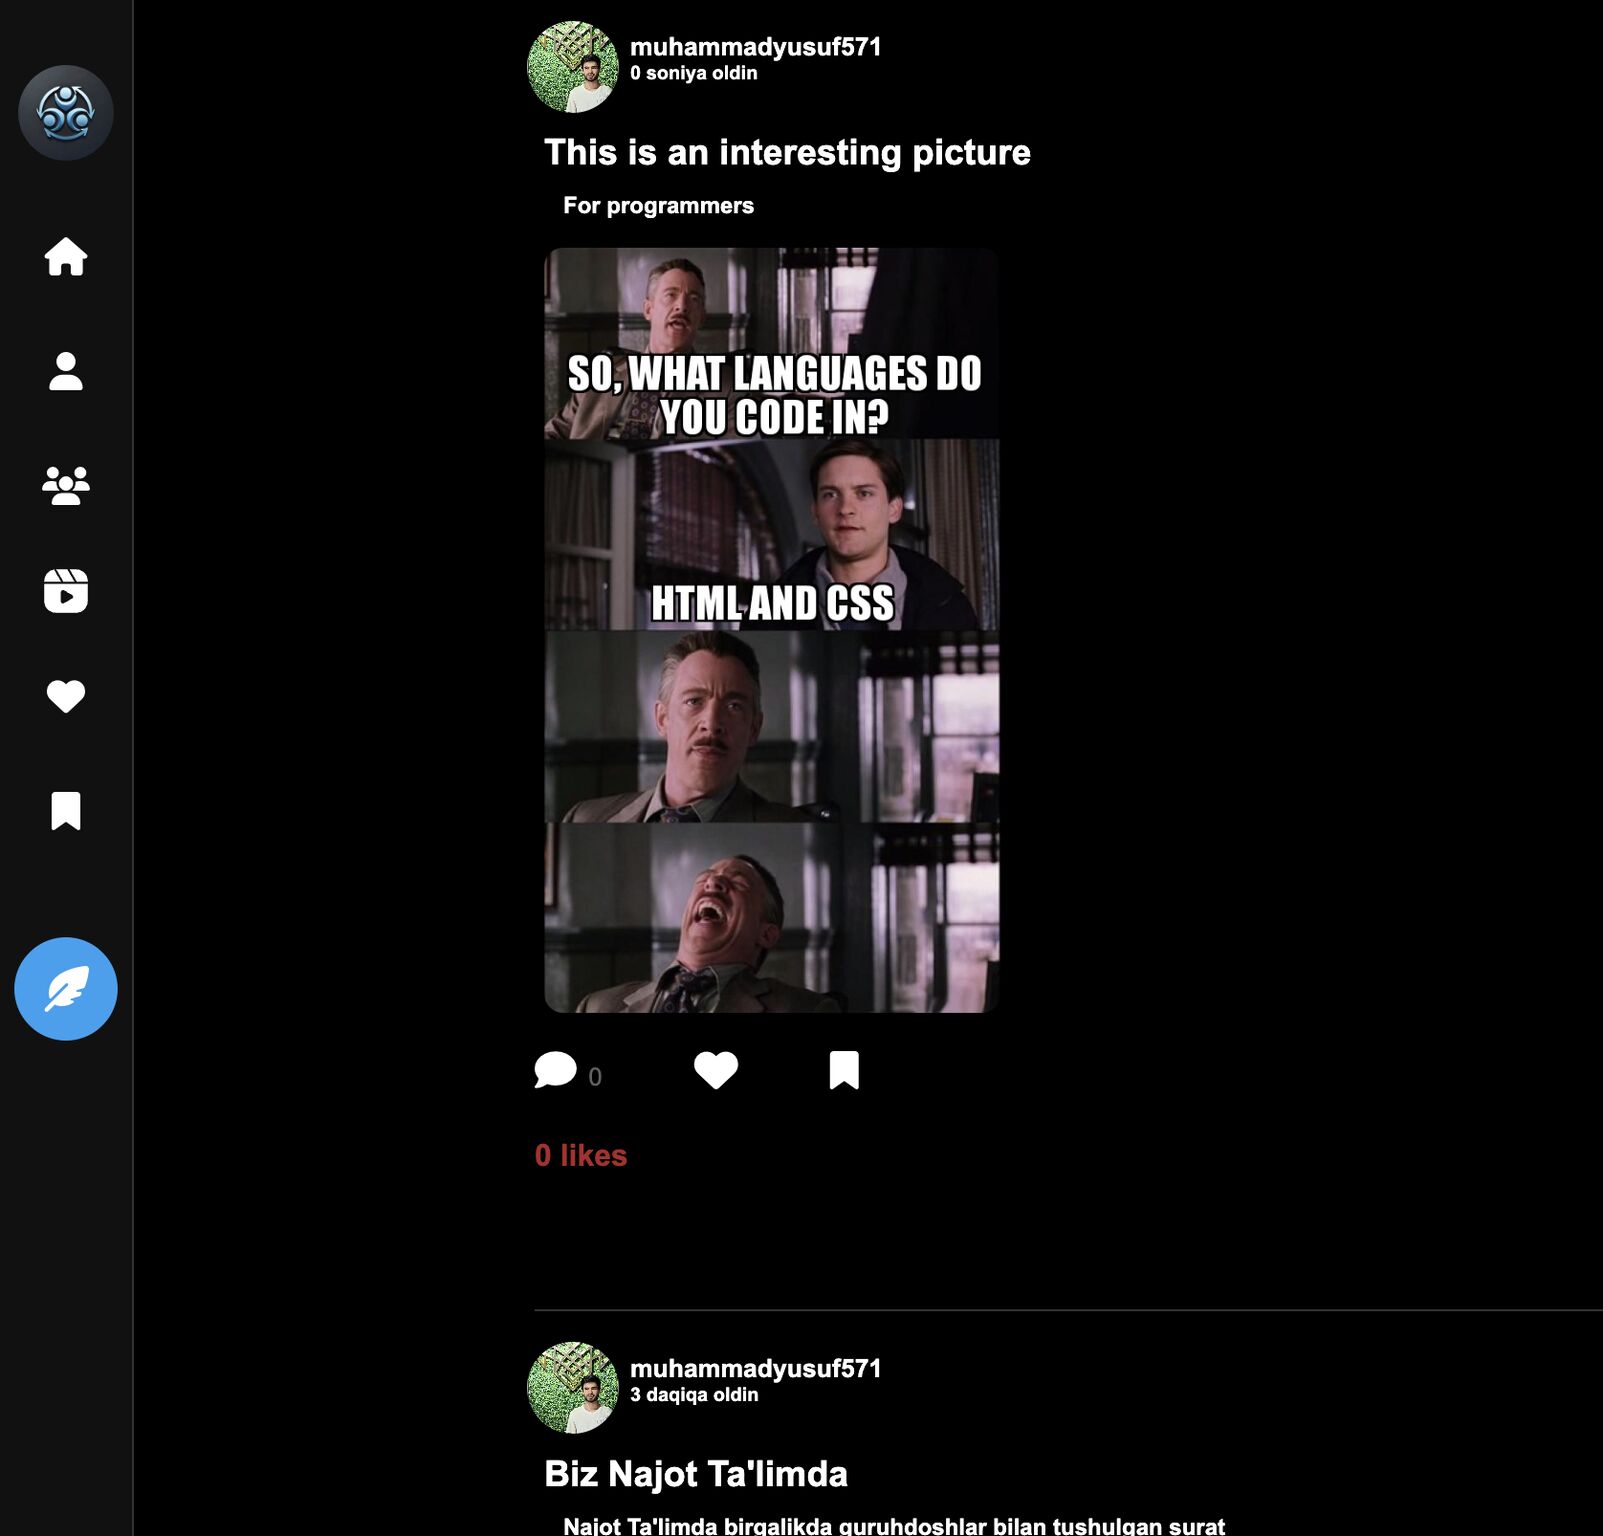 muhammadyusuf571
0 soniya oldin
This is an interesting picture
For programmers
SO, WHAT LANGUAGES DO
YOU CODE IN?
HTML AND CSS
0
0 likes
muhammadyusuf571
3 daqiqa oldin
Biz Najot Ta'limda
Najot Ta'limda birgalikda guruhdoshlar bilan tushulgan surat